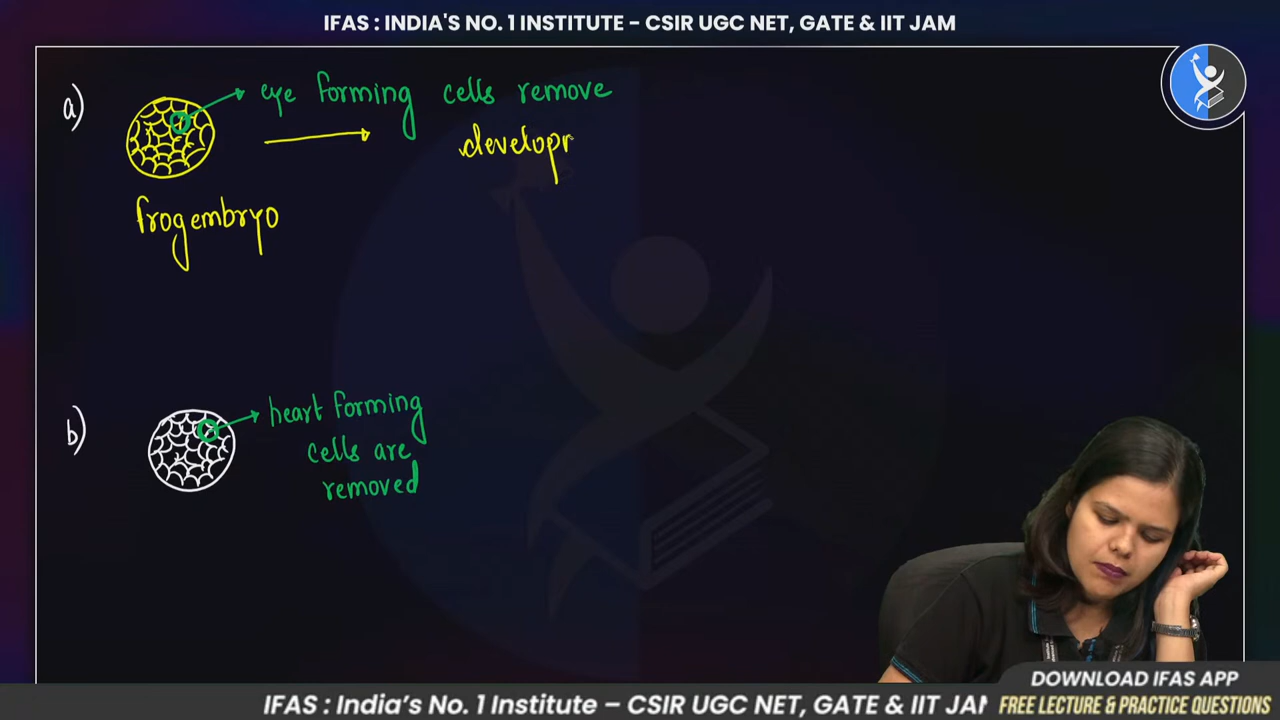 IFAS : INDIA'S NO. 1 INSTITUTE - CSIR UGC NET, GATE & IIT JAM
a) eye forming cells remove
developr
frogembryo
b) heart forming
cells are
removed
DOWNLOAD IFAS APP
IFAS : India's No. 1 Institute – CSIR UGC NET, GATE & IIT JAM
FREE LECTURE & PRACTICE QUESTIONS